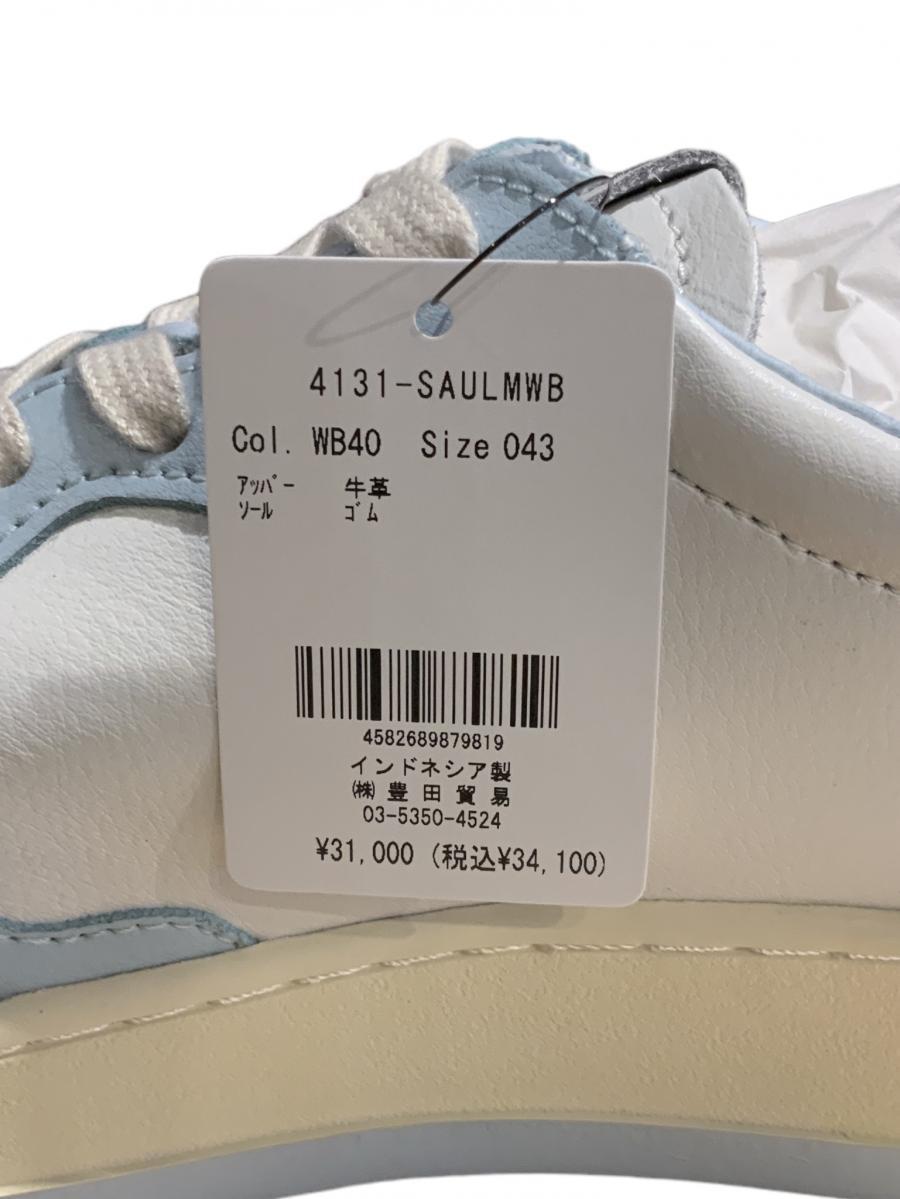 4131-SAULMWB
Col. WB40 Size 043
ｱｯﾊﾟｰ 牛革
ｿｰﾙ ｺﾞﾑ
4582689879819
インドネシア製
㈱豊田貿易
03-5350-4524
¥31,000 (税込¥34,100)